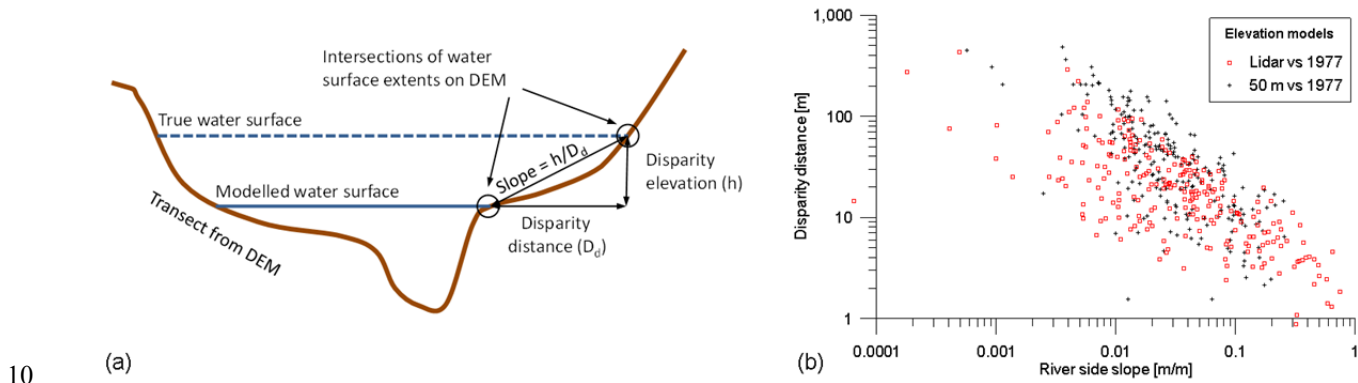 Intersections of water
surface extents on DEM
True water surface
Slope = h/D_d
Disparity
elevation (h)
Modelled water surface
Disparity
distance (D_d)
Transect from DEM
10
(a)
1,000
100
10
1
Disparity distance [m]
Elevation models
Lidar vs 1977
50 m vs 1977
0.0001
0.001
0.01
0.1
1
River side slope [m/m]
(b)